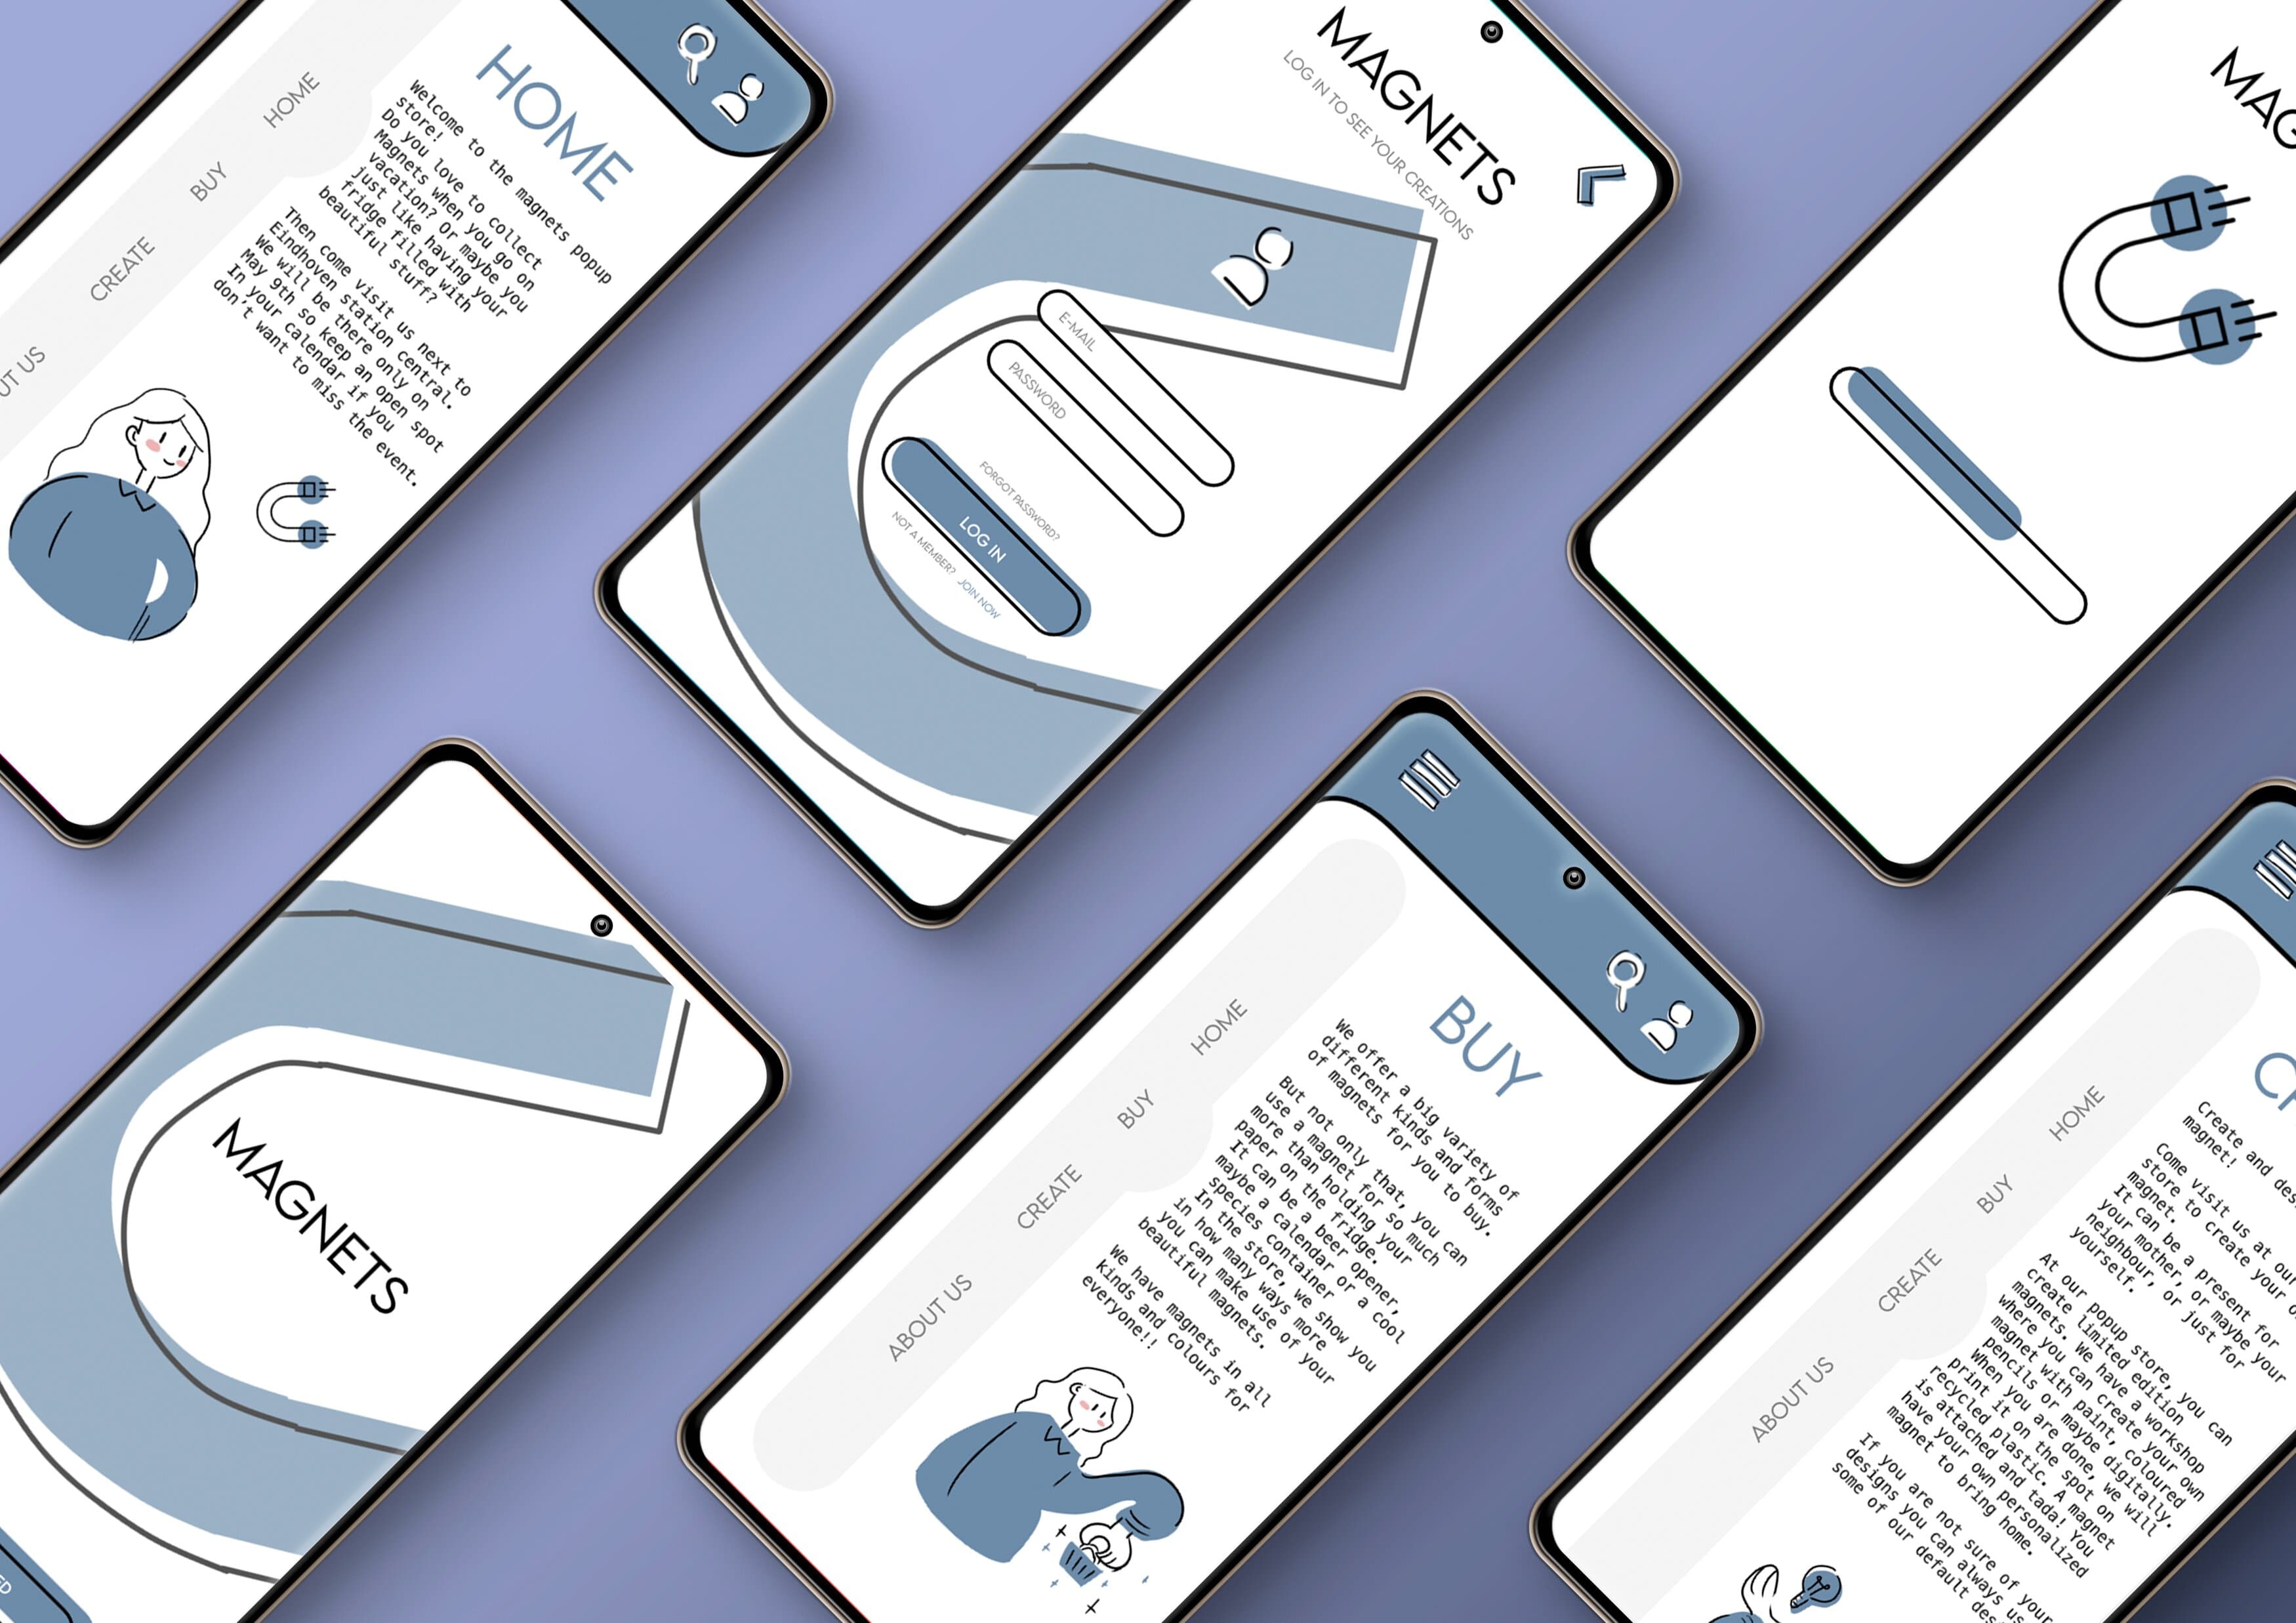 HOME
Welcome to the magnets popup
store!
Do you love to collect
Magnets when you go on
vacation? Or maybe you
just like having your
fridge filled with
beautiful stuff?
Then come visit us next to
Eindhoven station central.
We will be there only on
May 9th so keep an open spot
In your calendar if you
don't want to miss the event.
HOME
BUY
CREATE
UT US
MAGNETS
LOG IN TO SEE YOUR CREATIONS
E-MAIL
PASSWORD
FORGOT PASSWORD?
LOG IN
NOT A MEMBER? JOIN NOW
MAG
MAGNETS
BUY
We offer a big variety of
different kinds and forms
of magnets for you to buy.
But not only that, you can
use a magnet for so much
more than holding your
paper on the fridge.
It can be a beer opener,
maybe a calendar or a cool
species container
In the store, we show you
in how many ways more
you can make use of your
beautiful magnets.
We have magnets in all
kinds and colours for
everyone!!
HOME
BUY
CREATE
ABOUT US
CR
Create and des
magnet!
Come visit us at our
store to create your o
magnet.
It can be a present for
your mother, or maybe your
neighbour, or just for
yourself.
At our popup store, you can
create limited edition
magnets. We have a workshop
where you can create your own
magnet with paint, coloured
pencils or maybe digitally.
When you are done, we will
print it on the spot on
recycled plastic. A magnet
is attached and tada! You
have your own personalized
magnet to bring home.
If you are not sure of your
designs you can always us
some of our default des
HOME
BUY
CREATE
ABOUT US